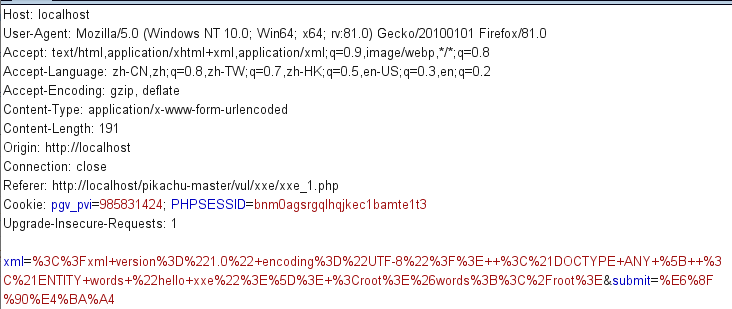 Host: localhost
User-Agent: Mozilla/5.0 (Windows NT 10.0; Win64; x64; rv:81.0) Gecko/20100101 Firefox/81.0
Accept: text/html,application/xhtml+xml,application/xml;q=0.9,image/webp,*/*;q=0.8
Accept-Language: zh-CN,zh;q=0.8,zh-TW;q=0.7,zh-HK;q=0.5,en-US;q=0.3,en;q=0.2
Accept-Encoding: gzip, deflate
Content-Type: application/x-www-form-urlencoded
Content-Length: 191
Origin: http://localhost
Connection: close
Referer: http://localhost/pikachu-master/vul/xxe/xxe_1.php
Cookie: pgv_pvi=985831424; PHPSESSID=bnm0agsrgqlhqjkec1bamte1t3
Upgrade-Insecure-Requests: 1
xml=%3C%3Fxml+version%3D%221.0%22+encoding%3D%22UTF-8%22%3F%3E++%3C%21DOCTYPE+ANY+%5B++%3
C%21ENTITY+words+%22hello+xxe%22%3E%5D%3E+%3Croot%3E%26words%3B%3C%2Froot%3E&submit=%E6%8F
%90%E4%BA%A4